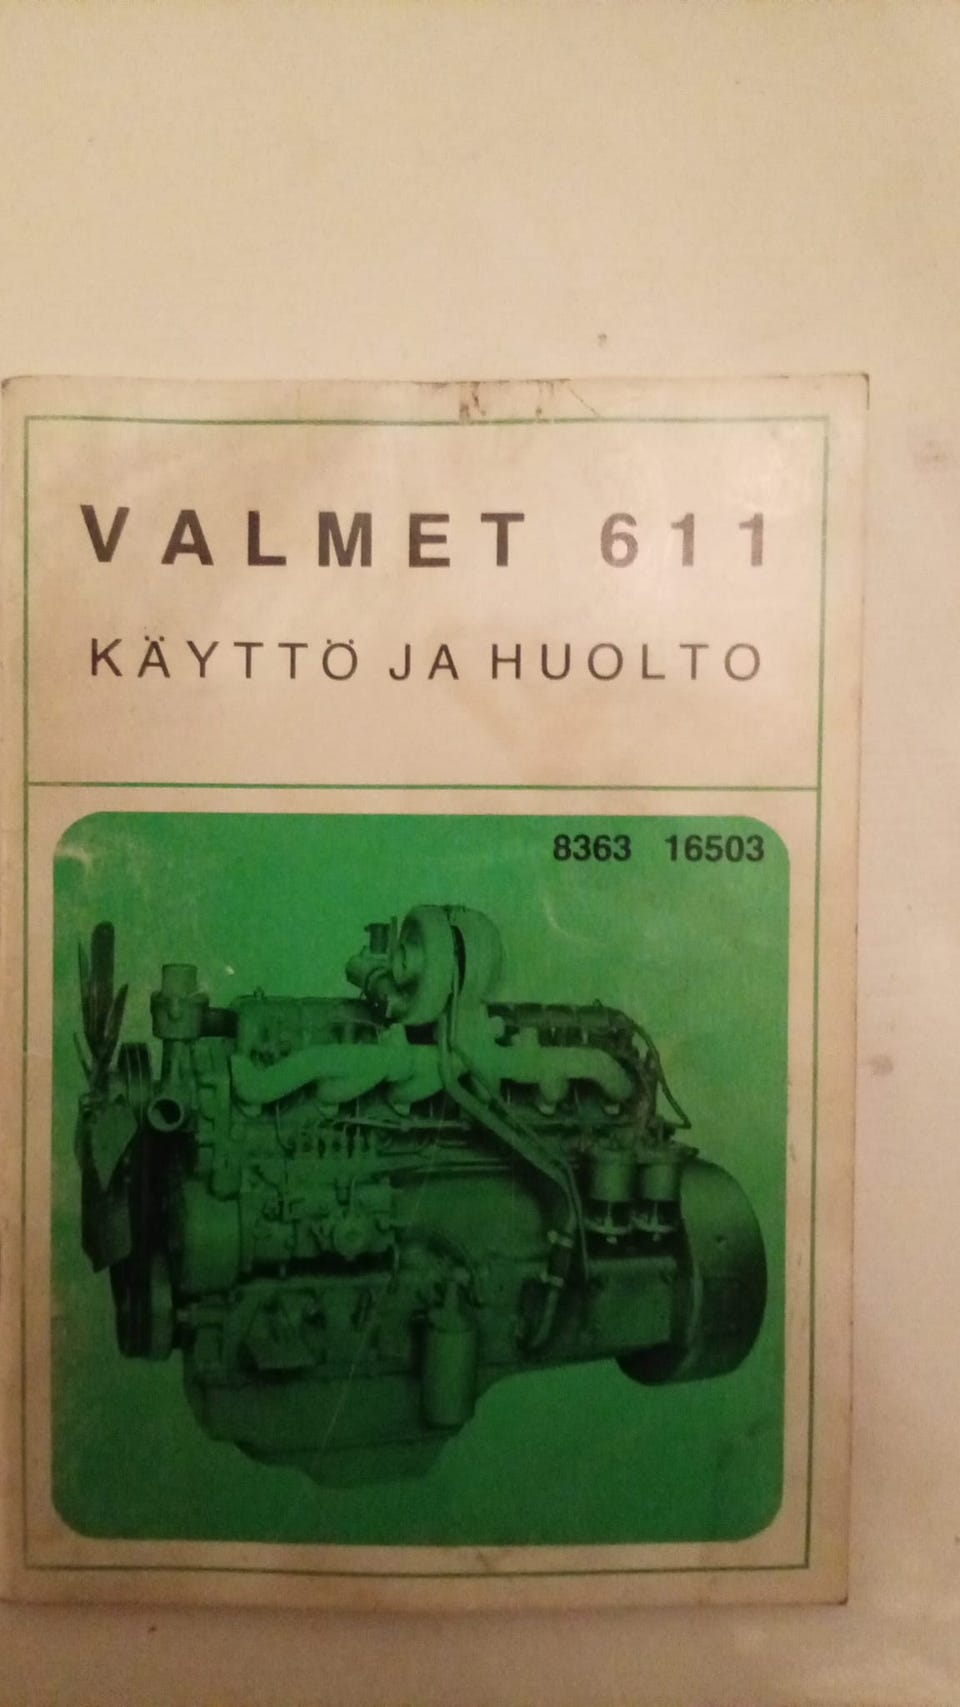 VALMET 611
KÄYTTÖ JA HUOLTO
8363 16503